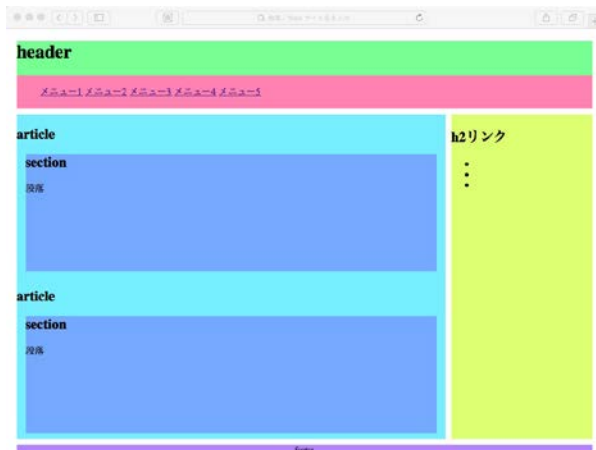 header
メニュー1 メニュー2 メニュー3 メニュー4 メニュー5
article
section
段落
h2リンク
article
section
段落